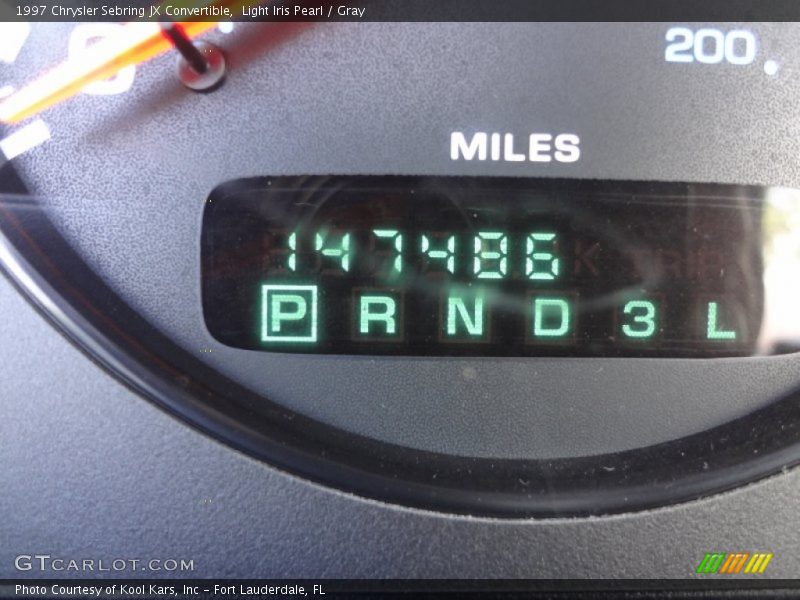 1997 Chrysler Sebring JX Convertible, Light Iris Pearl / Gray
200
MILES
147486
P R N D 3 L
GTCARLOT.COM
Photo Courtesy of Kool Kars, Inc - Fort Lauderdale, FL